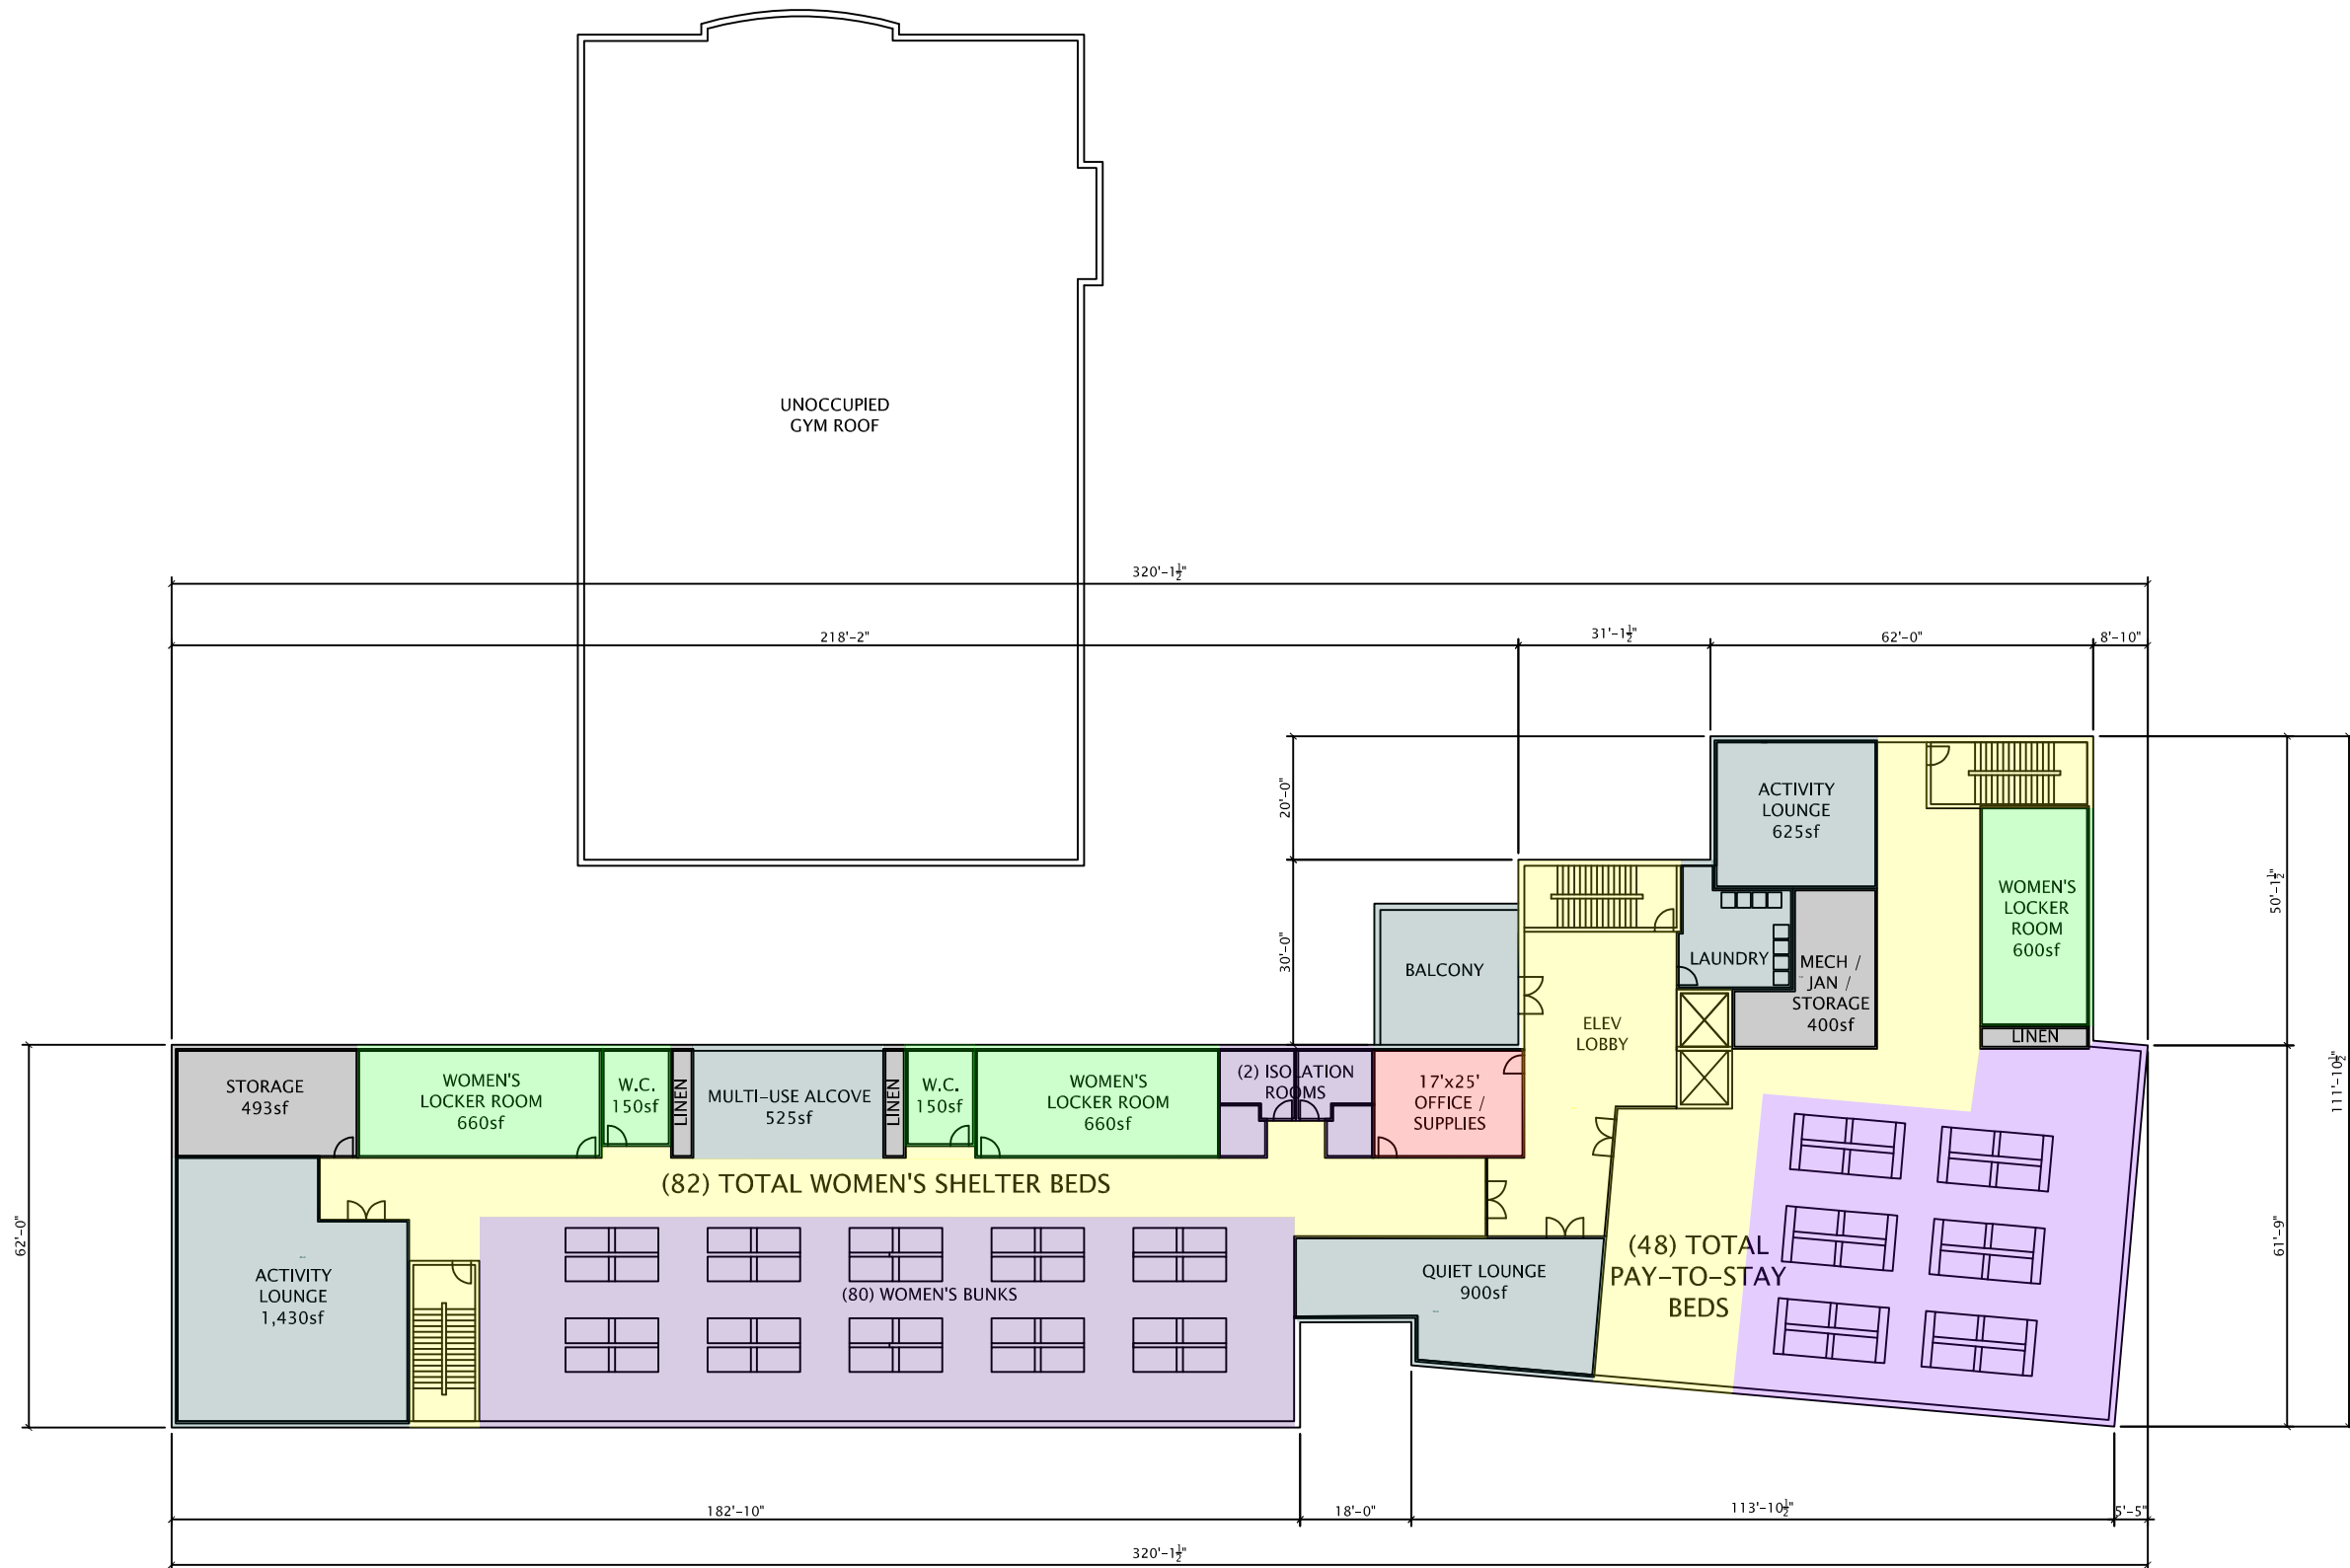 UNOCCUPIED
GYM ROOF
320'-1½"
218'-2"
31'-1½"
62'-0"
8'-10"
20'-0"
30'-0"
50'-1½"
111'-10½"
61'-9"
62'-0"
ACTIVITY
LOUNGE
625sf
WOMEN'S
LOCKER
ROOM
600sf
LINEN
LAUNDRY
MECH /
JAN /
STORAGE
400sf
BALCONY
ELEV
LOBBY
STORAGE
493sf
WOMEN'S
LOCKER ROOM
660sf
W.C.
150sf
LINEN
MULTI-USE ALCOVE
525sf
LINEN
W.C.
150sf
WOMEN'S
LOCKER ROOM
660sf
(2) ISOLATION
ROOMS
17'x25'
OFFICE /
SUPPLIES
(82) TOTAL WOMEN'S SHELTER BEDS
ACTIVITY
LOUNGE
1,430sf
(80) WOMEN'S BUNKS
QUIET LOUNGE
900sf
(48) TOTAL
PAY-TO-STAY
BEDS
182'-10"
18'-0"
113'-10½"
5'-5"
320'-1½"